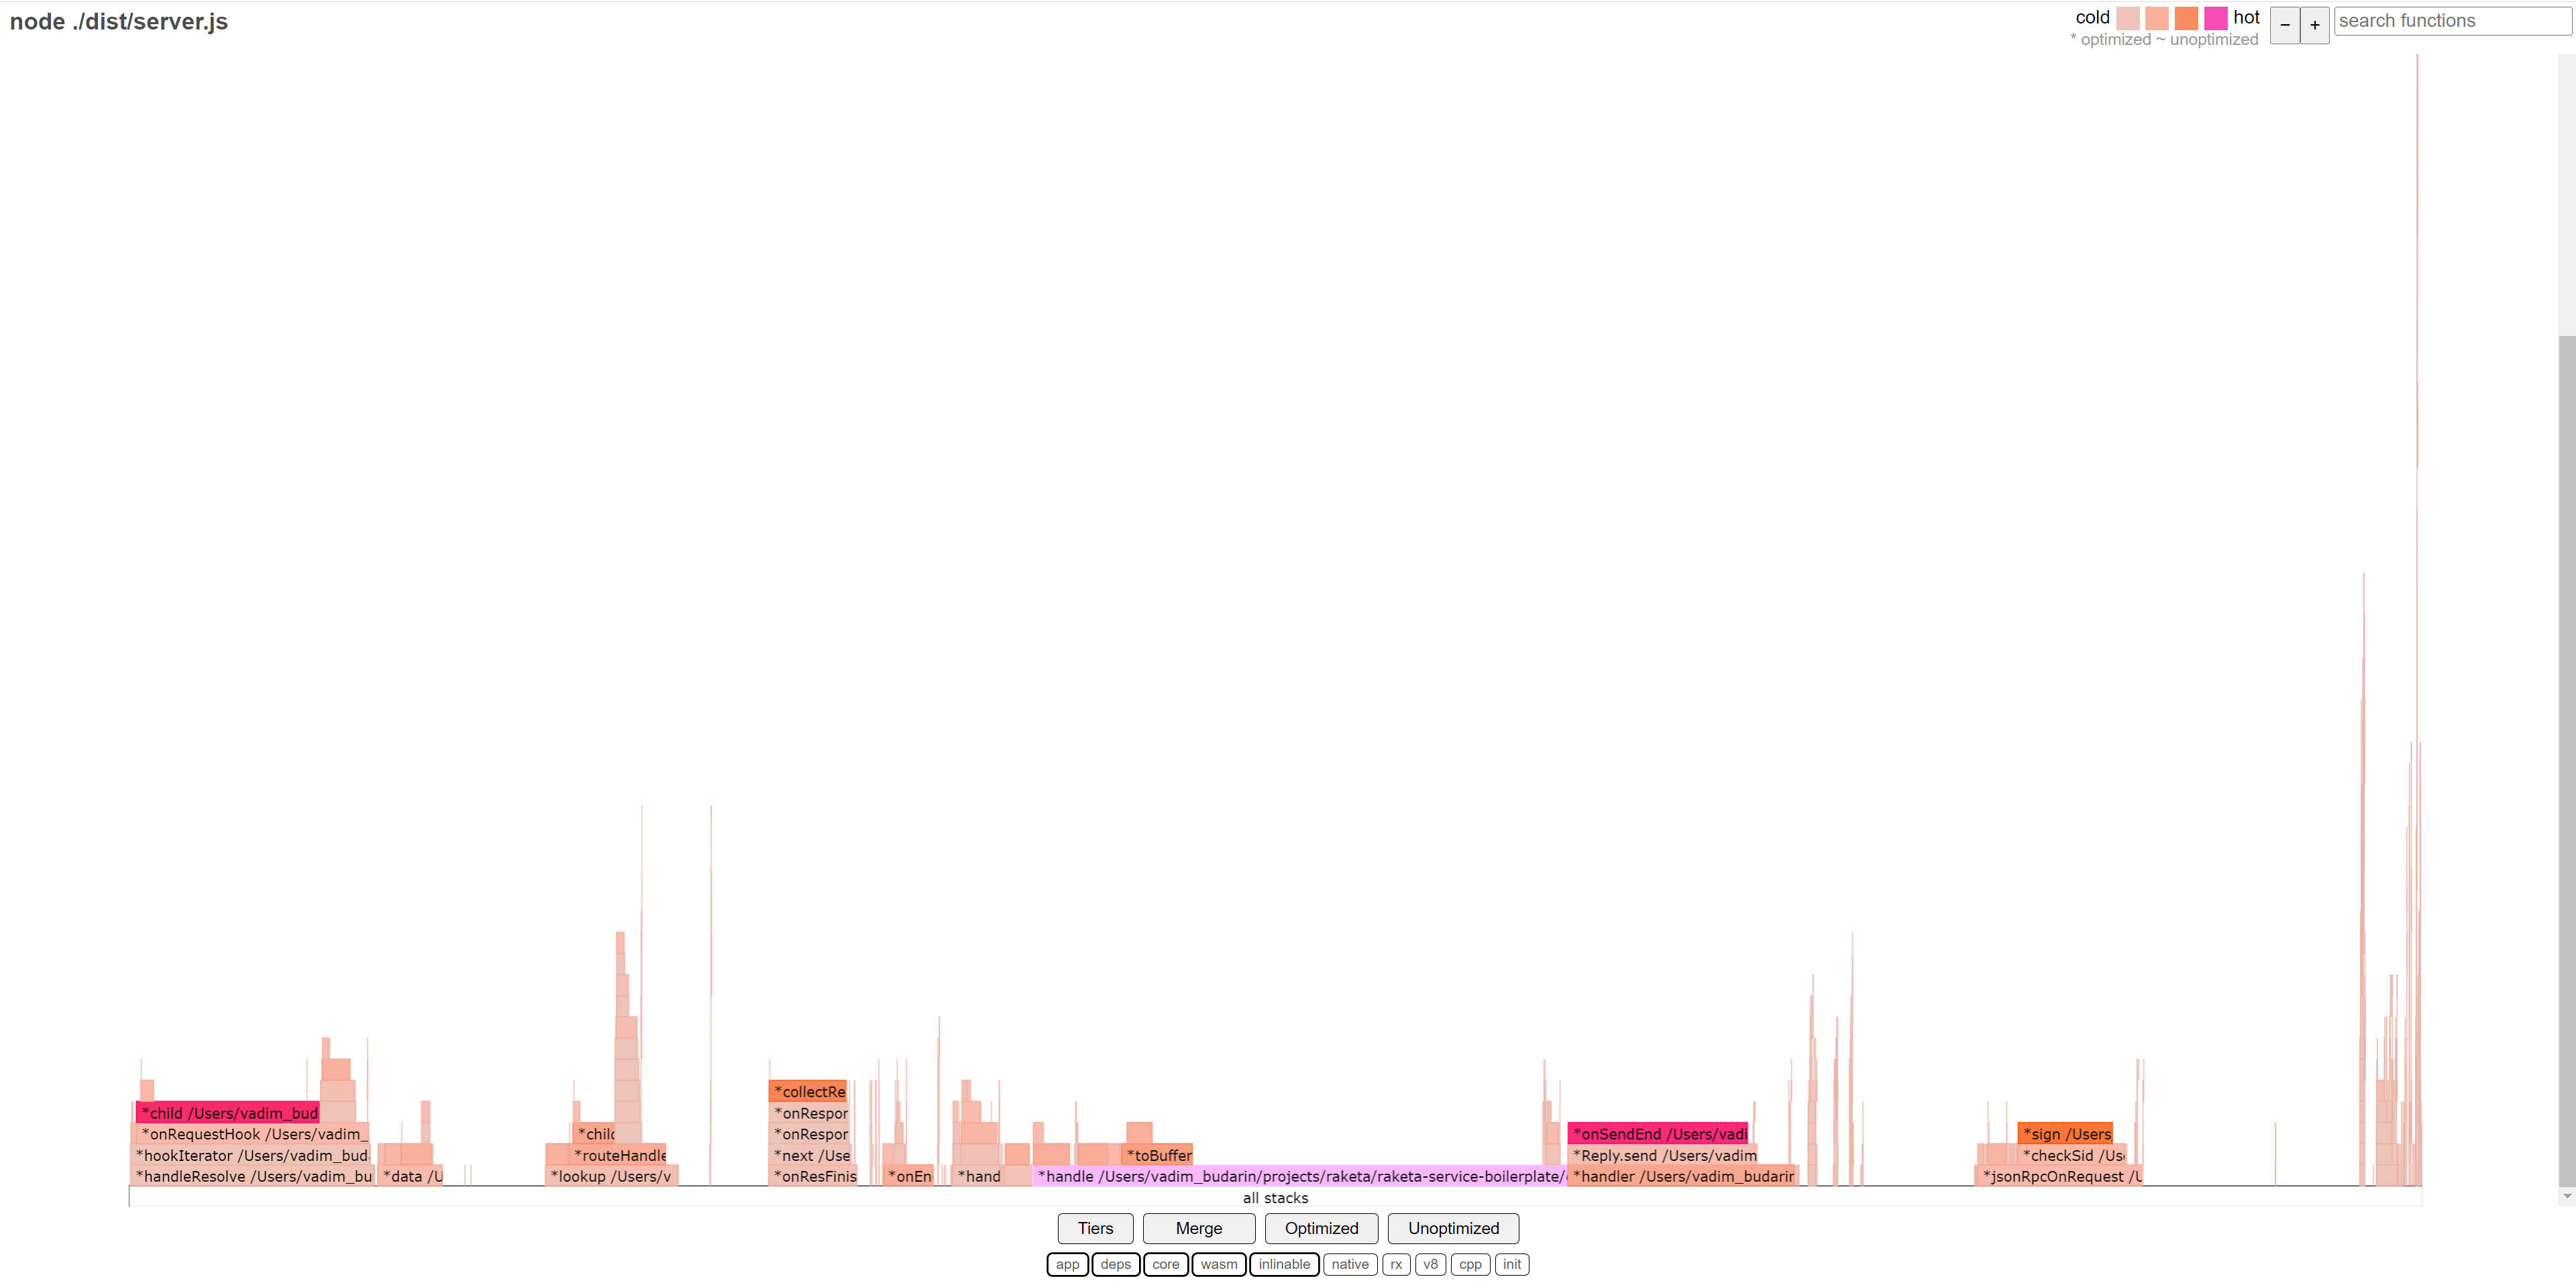 node ./dist/server.js
cold hot − + search functions
* optimized ~ unoptimized
*collectRe
*child /Users/vadim_bud *onRespor
*onRequestHook /Users/vadim_ *child *onRespor *onSendEnd /Users/vadi *sign /Users
*hookIterator /Users/vadim_bud *routeHandle *next /Use *toBuffer *Reply.send /Users/vadim *checkSid /Use
*handleResolve /Users/vadim_bu *data /U *lookup /Users/v *onResFinis *onEn *hand *handle /Users/vadim_budarin/projects/raketa/raketa-service-boilerplate/ *handler /Users/vadim_budarin *jsonRpcOnRequest /U
all stacks
Tiers Merge Optimized Unoptimized
app deps core wasm inlinable native rx v8 cpp init